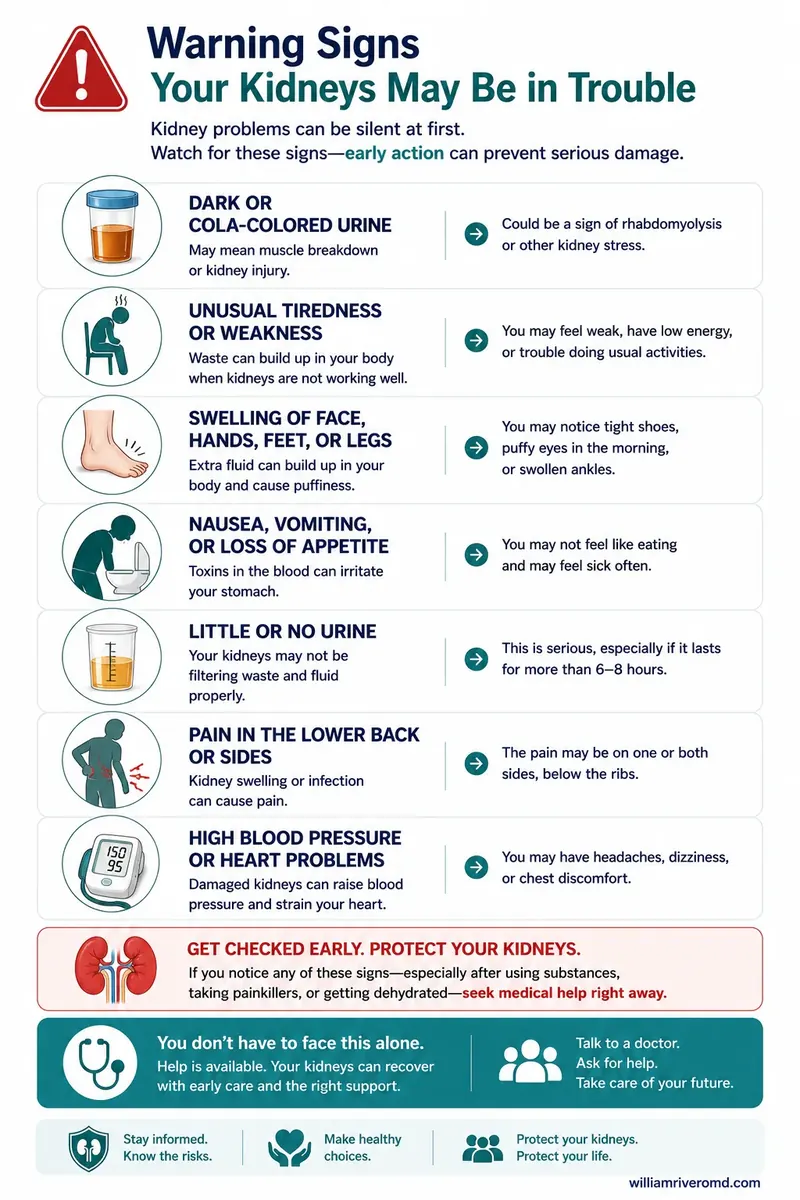 Warning Signs
Your Kidneys May Be in Trouble
Kidney problems can be silent at first.
Watch for these signs—early action can prevent serious damage.
DARK OR
COLA-COLORED URINE
May mean muscle breakdown
or kidney injury.
Could be a sign of rhabdomyolysis
or other kidney stress.
UNUSUAL TIREDNESS
OR WEAKNESS
Waste can build up in your body
when kidneys are not working well.
You may feel weak, have low energy,
or trouble doing usual activities.
SWELLING OF FACE,
HANDS, FEET, OR LEGS
Extra fluid can build up in your
body and cause puffiness.
You may notice tight shoes,
puffy eyes in the morning,
or swollen ankles.
NAUSEA, VOMITING,
OR LOSS OF APPETITE
Toxins in the blood can irritate
your stomach.
You may not feel like eating
and may feel sick often.
LITTLE OR NO URINE
Your kidneys may not be
filtering waste and fluid
properly.
This is serious, especially if it lasts
for more than 6–8 hours.
PAIN IN THE LOWER BACK
OR SIDES
Kidney swelling or infection
can cause pain.
The pain may be on one or both
sides, below the ribs.
150
95
HIGH BLOOD PRESSURE
OR HEART PROBLEMS
Damaged kidneys can raise blood
pressure and strain your heart.
You may have headaches, dizziness,
or chest discomfort.
GET CHECKED EARLY. PROTECT YOUR KIDNEYS.
If you notice any of these signs—especially after using substances,
taking painkillers, or getting dehydrated—seek medical help right away.
You don't have to face this alone.
Help is available. Your kidneys can recover
with early care and the right support.
Talk to a doctor.
Ask for help.
Take care of your future.
Stay informed.
Know the risks.
Make healthy
choices.
Protect your kidneys.
Protect your life.
williamriveromd.com